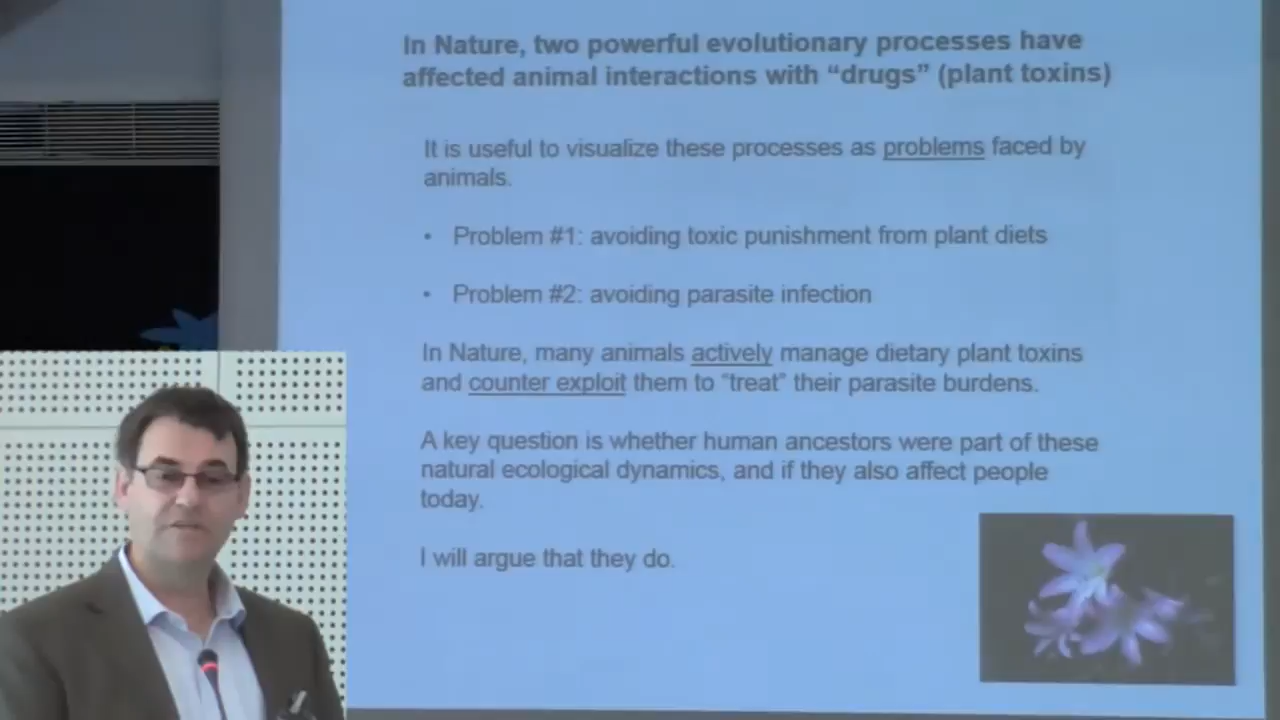 In Nature, two powerful evolutionary processes have
affected animal interactions with “drugs” (plant toxins)
It is useful to visualize these processes as problems faced by
animals.
• Problem #1: avoiding toxic punishment from plant diets
• Problem #2: avoiding parasite infection
In Nature, many animals actively manage dietary plant toxins
and counter exploit them to “treat” their parasite burdens.
A key question is whether human ancestors were part of these
natural ecological dynamics, and if they also affect people
today.
I will argue that they do.